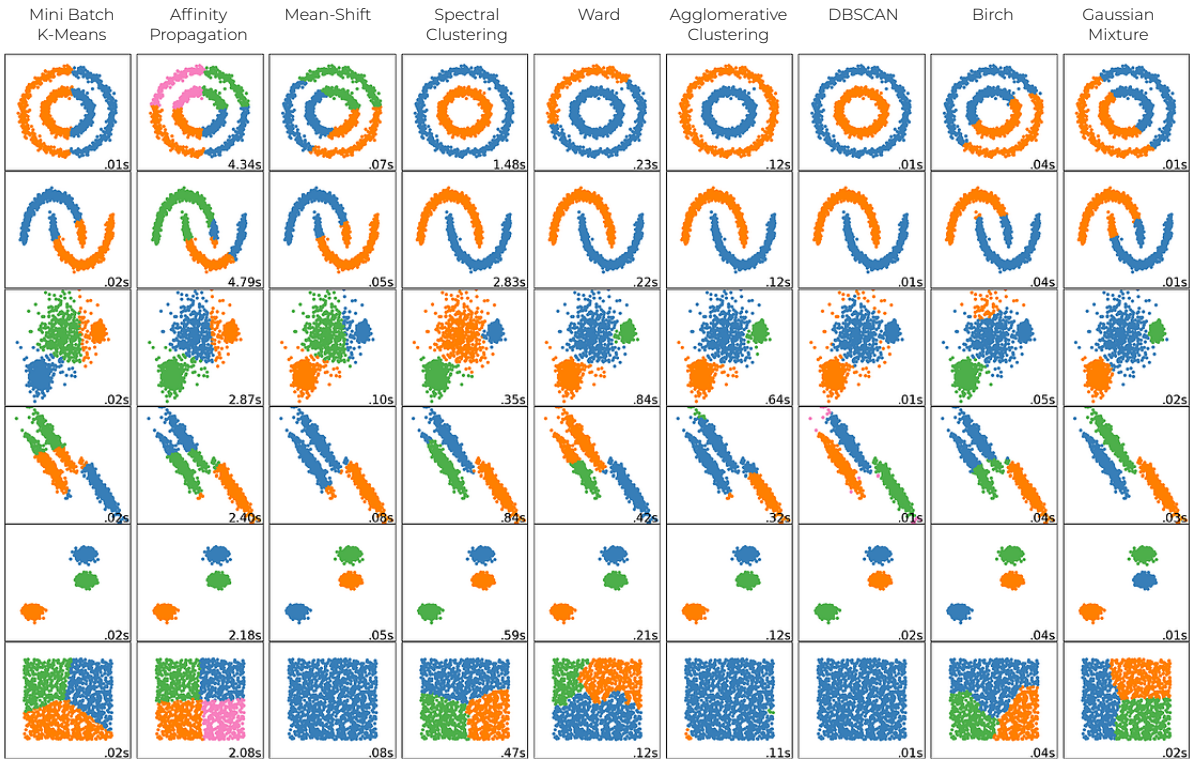 Mini Batch
K-Means
Affinity
Propagation
Mean-Shift
Spectral
Clustering
Ward
Agglomerative
Clustering
DBSCAN
Birch
Gaussian
Mixture
.01s
4.34s
.07s
1.48s
.23s
.12s
.01s
.04s
.01s
.02s
4.79s
.05s
2.83s
.22s
.12s
.01s
.04s
.01s
.02s
2.87s
.10s
.35s
.84s
.64s
.01s
.05s
.02s
.02s
2.40s
.08s
.84s
.42s
.32s
.01s
.04s
.03s
.02s
2.18s
.05s
.59s
.21s
.12s
.02s
.04s
.01s
.02s
2.08s
.08s
.47s
.12s
.11s
.01s
.04s
.02s